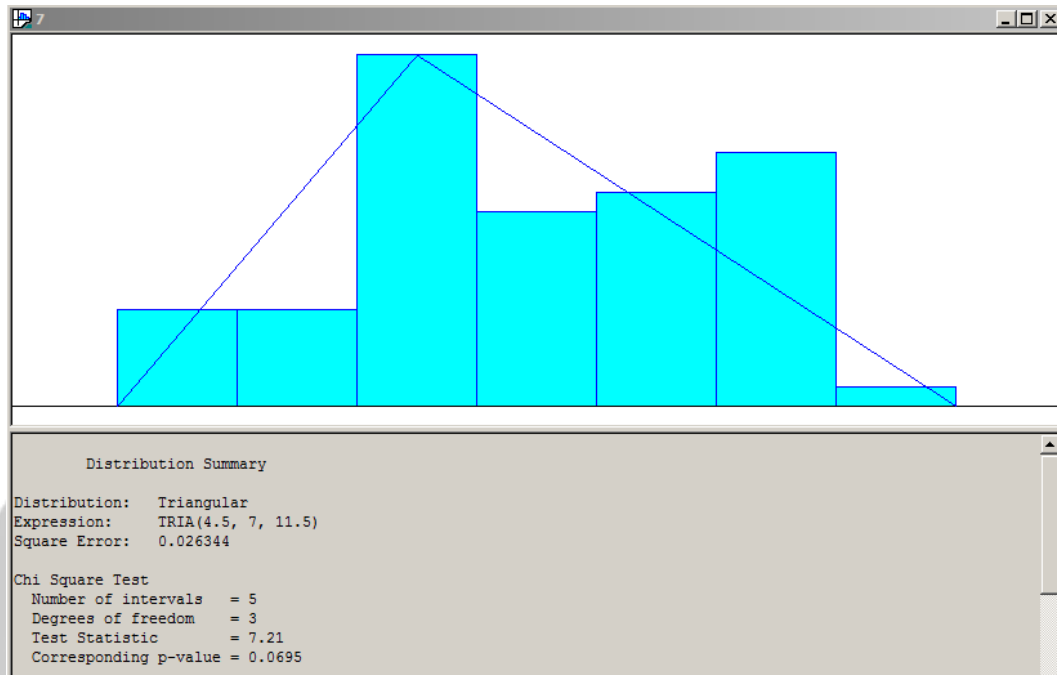 7
Distribution Summary
Distribution: Triangular
Expression: TRIA(4.5, 7, 11.5)
Square Error: 0.026344
Chi Square Test
Number of intervals = 5
Degrees of freedom = 3
Test Statistic = 7.21
Corresponding p-value = 0.0695